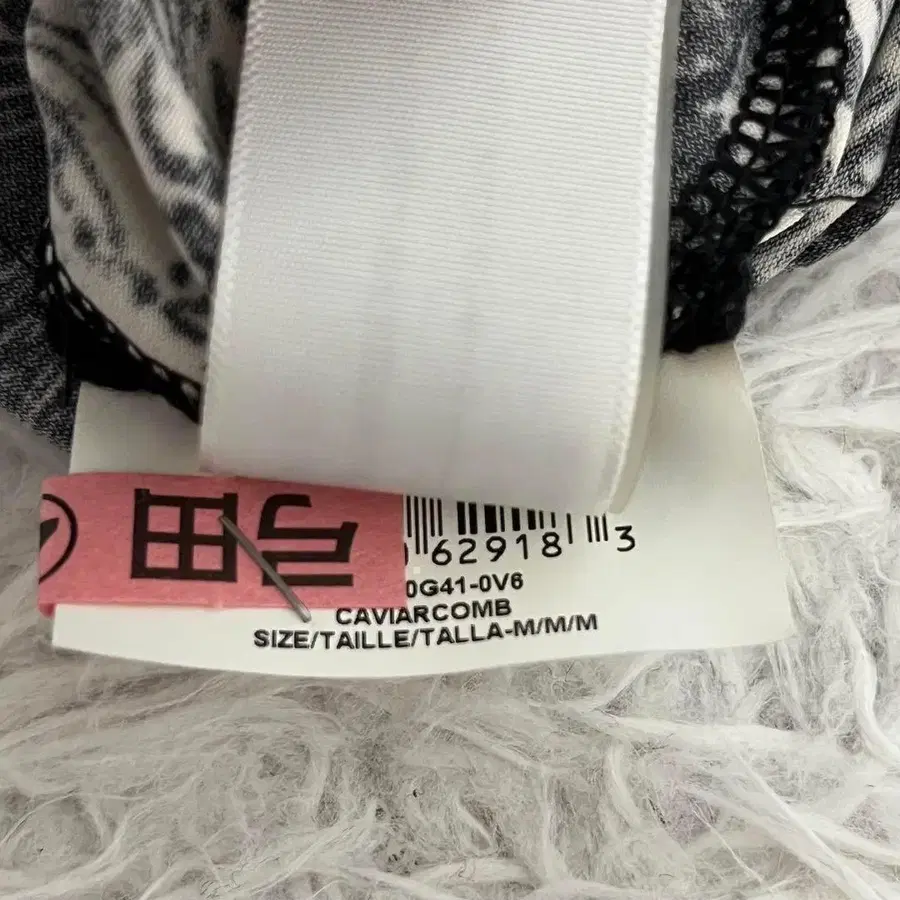 62918 3
0G41-0V6
CAVIARCOMB
SIZE/TAILLE/TALLA-M/M/M